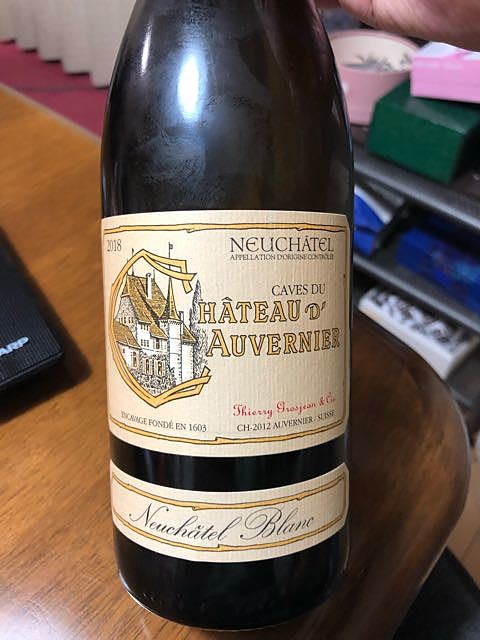 2018
NEUCHÂTEL
APPELLATION D'ORIGINE CONTRÔLÉE
CAVES DU
CHÂTEAU D'
AUVERNIER
Thierry Grosjean & Cie
ENCAVAGE FONDÉ EN 1603
CH-2012 AUVERNIER / SUISSE
Neuchâtel Blanc
ARP